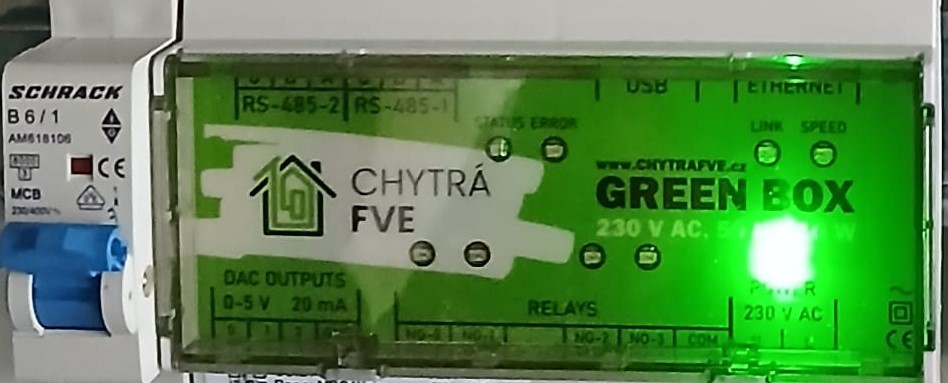 SCHRACK
B 6/1
AM618106
MCB
230/400V~
CE
RS-485-2 RS-485-1
USB
ETHERNET
STATUS ERROR
LINK SPEED
CHYTRÁ
FVE
www.CHYTRAFVE.cz
GREEN BOX
230 V AC,
DAC OUTPUTS
0-5 V 20 mA
RELAYS
NO-1 NO-2 NO-3 COM
POWER
230 V AC
CE